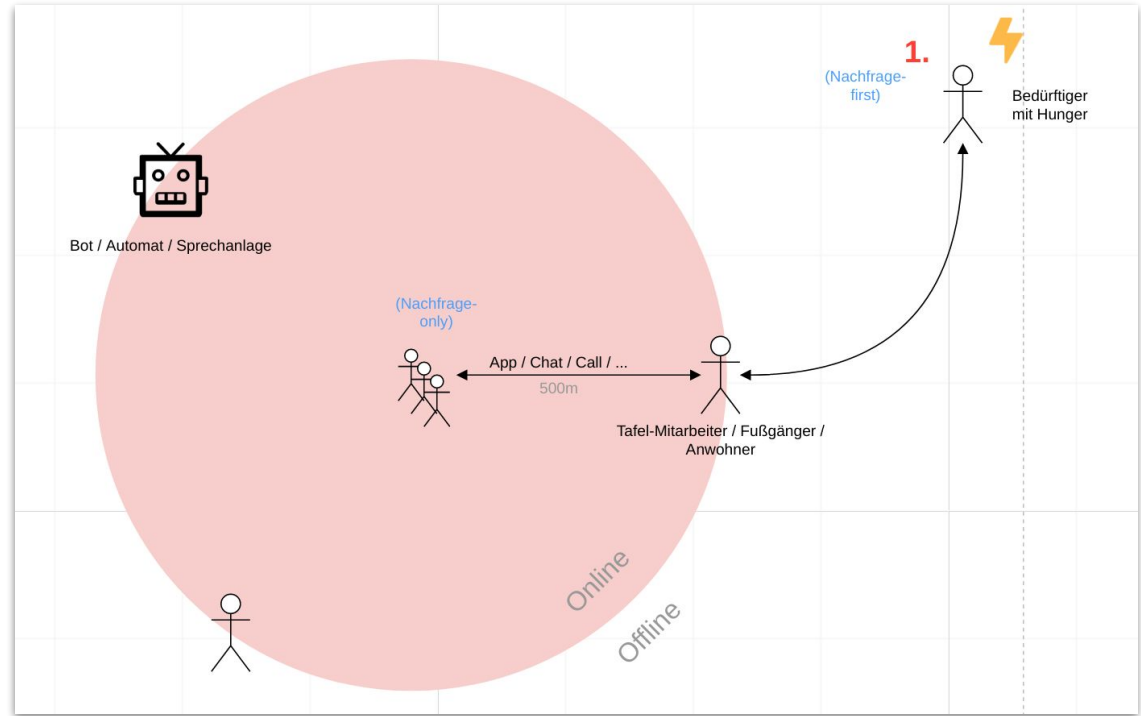 1.
(Nachfrage-
first)
Bedürftiger
mit Hunger
Bot / Automat / Sprechanlage
(Nachfrage-
only)
App / Chat / Call / ...
500m
Tafel-Mitarbeiter / Fußgänger /
Anwohner
Online
Offline